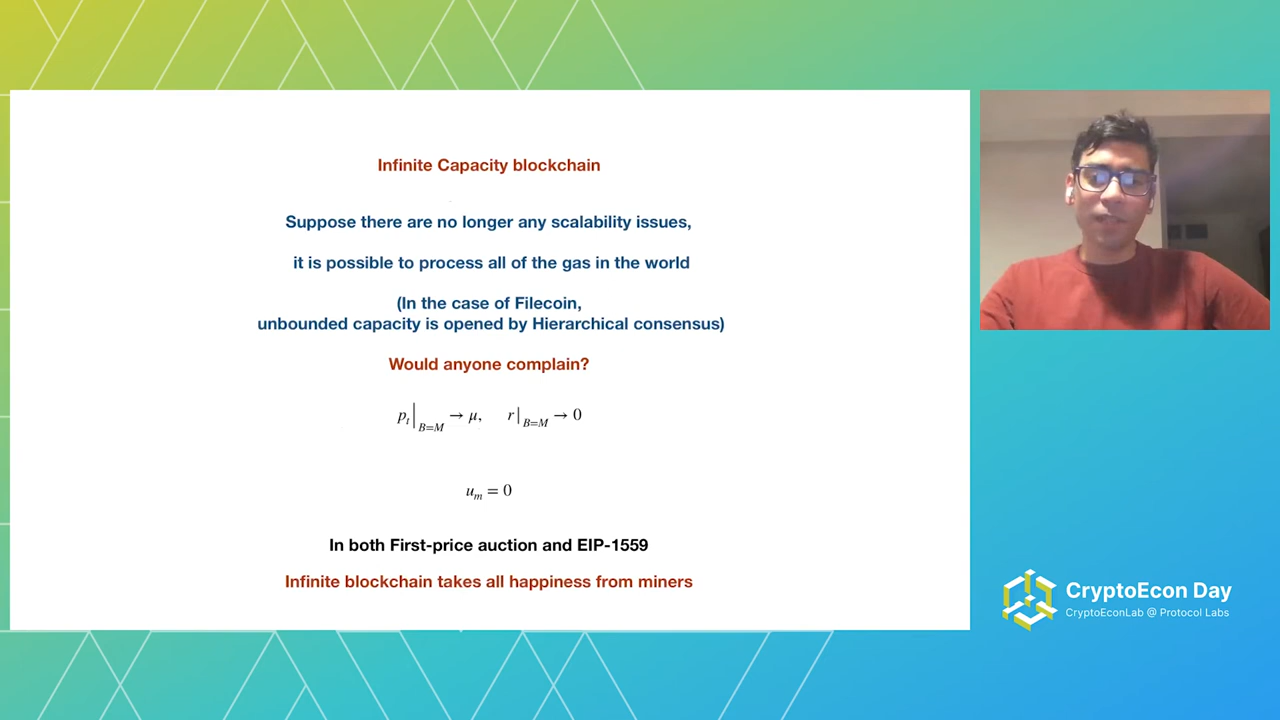 Infinite Capacity blockchain
Suppose there are no longer any scalability issues,
it is possible to process all of the gas in the world
(In the case of Filecoin,
unbounded capacity is opened by Hierarchical consensus)
Would anyone complain?
p_t|_{B=M} → μ, r|_{B=M} → 0
u_m = 0
In both First-price auction and EIP-1559
Infinite blockchain takes all happiness from miners
CryptoEcon Day
CryptoEconLab @ Protocol Labs